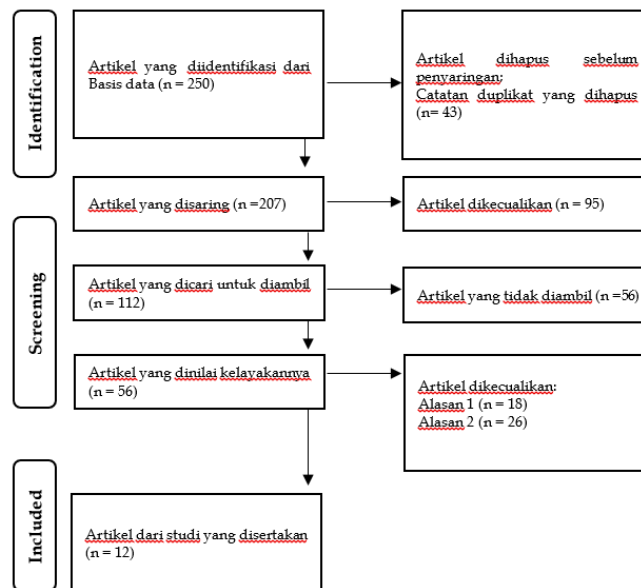 Identification
Artikel yang diidentifikasi dari
Basis data (n = 250)
Artikel dihapus sebelum
penyaringan:
Catatan duplikat yang dihapus
(n= 43)
Screening
Artikel yang disaring (n =207)
Artikel dikecualikan (n = 95)
Artikel yang dicari untuk diambil
(n = 112)
Artikel yang tidak diambil (n =56)
Artikel yang dinilai kelayakannya
(n = 56)
Artikel dikecualikan:
Alasan 1 (n = 18)
Alasan 2 (n = 26)
Included
Artikel dari studi yang disertakan
(n = 12)